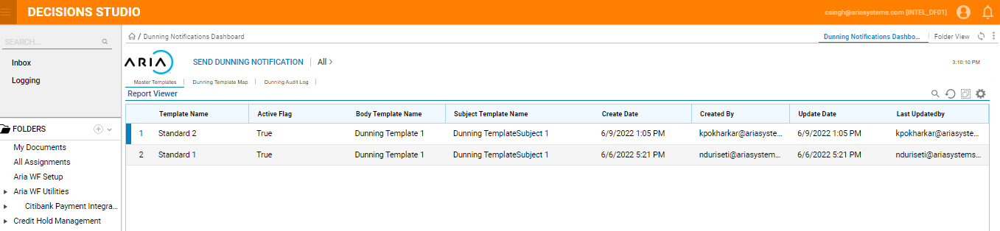 DECISIONS STUDIO
csingh@ariasystems.com [INTEL_DF01]
SEARCH...
Inbox
Logging
FOLDERS
My Documents
All Assignments
Aria WF Setup
Aria WF Utilities
Citibank Payment Integra...
Credit Hold Management
/ Dunning Notifications Dashboard
Dunning Notifications Dashbo... Folder View
ARIA SEND DUNNING NOTIFICATION All > 3:10:10 PM
Master Templates Dunning Template Map Dunning Audit Log
Report Viewer
Template Name Active Flag Body Template Name Subject Template Name Create Date Created By Update Date Last Updatedby
1 Standard 2 True Dunning Template 1 Dunning TemplateSubject 1 6/9/2022 1:05 PM kpokharkar@ariasyste... 6/9/2022 1:05 PM kpokharkar@ariasyste...
2 Standard 1 True Dunning Template 1 Dunning TemplateSubject 1 6/6/2022 5:21 PM nduriseti@ariasystem... 6/6/2022 5:21 PM nduriseti@ariasystems...